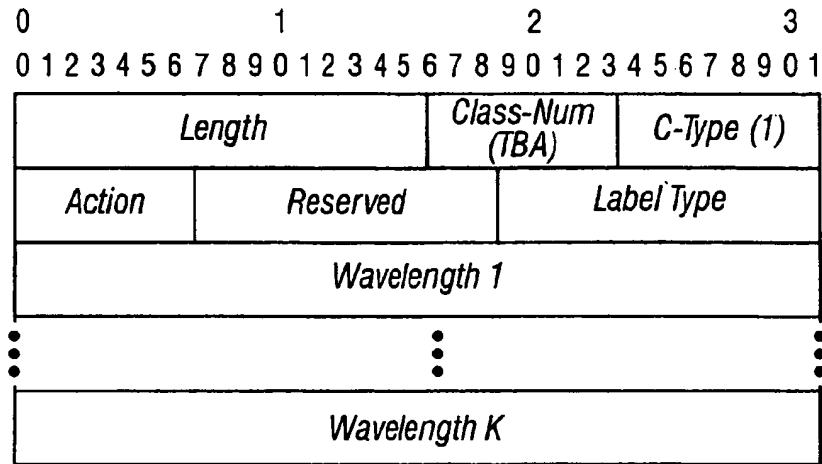 0 1 2 3
0 1 2 3 4 5 6 7 8 9 0 1 2 3 4 5 6 7 8 9 0 1 2 3 4 5 6 7 8 9 0 1
Length Class-Num C-Type (1)
(TBA)
Action Reserved Label Type
Wavelength 1
Wavelength K